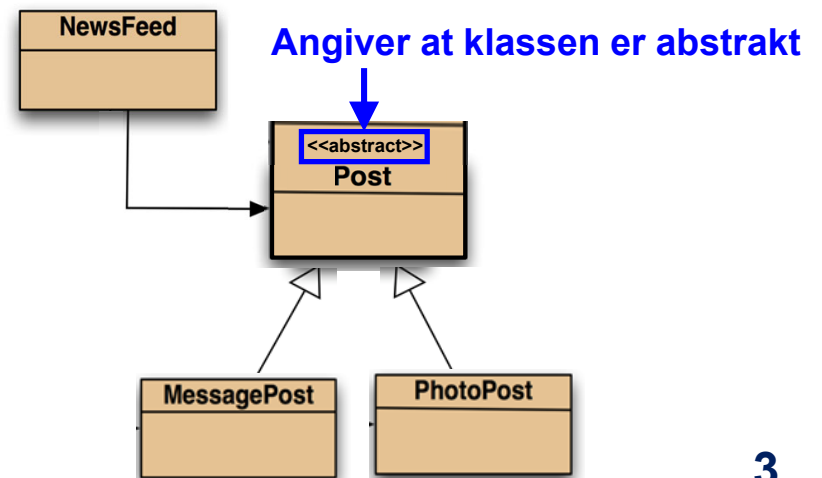 NewsFeed
Angiver at klassen er abstrakt
<<abstract>>
Post
MessagePost
PhotoPost
3